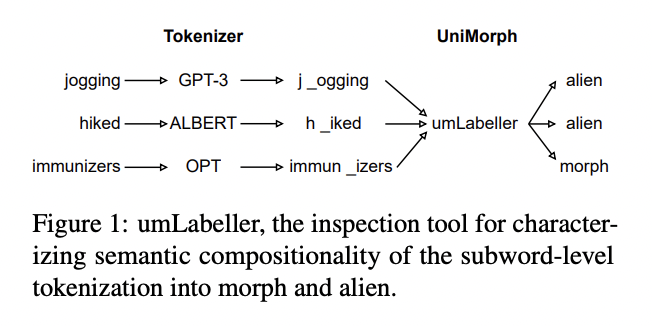 Tokenizer UniMorph
jogging GPT-3 j _ogging alien
hiked ALBERT h _iked umLabeller alien
immunizers OPT immun _izers morph
Figure 1: umLabeller, the inspection tool for character-
izing semantic compositionality of the subword-level
tokenization into morph and alien.